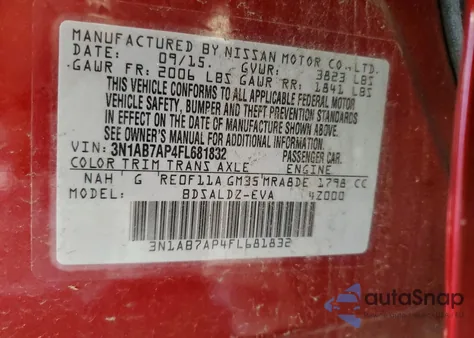 MANUFACTURED BY NISSAN MOTOR CO., LTD.
DATE: 09/15. GVWR: 3823 LBS
GAWR FR: 2006 LBS GAWR RR: 1841 LBS
THIS VEHICLE CONFORMS TO ALL APPLICABLE FEDERAL MOTOR
VEHICLE SAFETY, BUMPER AND THEFT PREVENTION STANDARDS
IN EFFECT ON THE DATE OF MANUFACTURE SHOWN ABOVE.
SEE OWNER'S MANUAL FOR ADDITIONAL INFORMATION.
VIN: 3N1AB7AP4FL681832 PASSENGER CAR
COLOR TRIM TRANS AXLE ENGINE
NAH G RE0F11A GM35 MRA8DE 1798 CC
MODEL: BDSALDZ-EVA 4Z000
3N1AB7AP4FL681832
autoSnap